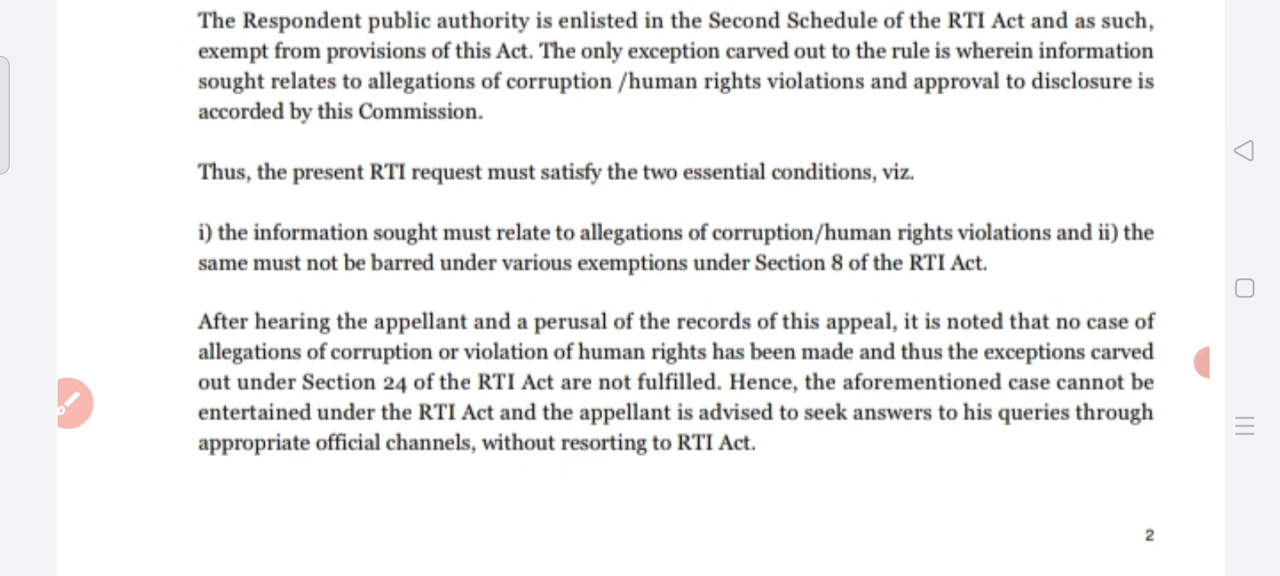 The Respondent public authority is enlisted in the Second Schedule of the RTI Act and as such,
exempt from provisions of this Act. The only exception carved out to the rule is wherein information
sought relates to allegations of corruption /human rights violations and approval to disclosure is
accorded by this Commission.
Thus, the present RTI request must satisfy the two essential conditions, viz.
i) the information sought must relate to allegations of corruption/human rights violations and ii) the
same must not be barred under various exemptions under Section 8 of the RTI Act.
After hearing the appellant and a perusal of the records of this appeal, it is noted that no case of
allegations of corruption or violation of human rights has been made and thus the exceptions carved
out under Section 24 of the RTI Act are not fulfilled. Hence, the aforementioned case cannot be
entertained under the RTI Act and the appellant is advised to seek answers to his queries through
appropriate official channels, without resorting to RTI Act.
2